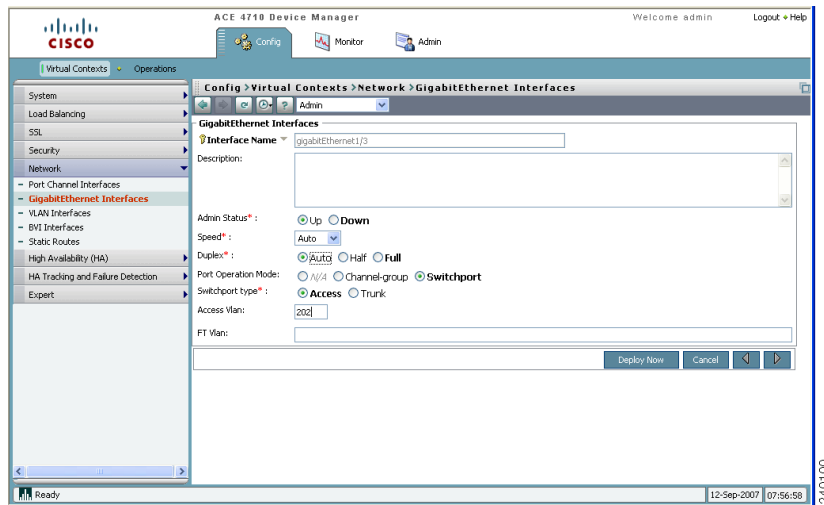 ACE 4710 Device Manager
Welcome admin
Logout
Help
CISCO
Config
Monitor
Admin
Virtual Contexts
Operations
Config >Virtual Contexts >Network >GigabitEthernet Interfaces
Admin
System
Load Balancing
SSL
Security
Network
Port Channel Interfaces
GigabitEthernet Interfaces
VLAN Interfaces
BVI Interfaces
Static Routes
High Availability (HA)
HA Tracking and Failure Detection
Expert
GigabitEthernet Interfaces
Interface Name
gigabitEthernet1/3
Description:
Admin Status* : Up Down
Speed* : Auto
Duplex* : Auto Half Full
Port Operation Mode: N/A Channel-group Switchport
Switchport type* : Access Trunk
Access Vlan: 202
FT Vlan:
Deploy Now Cancel
Ready
12-Sep-2007 07:56:58
240100